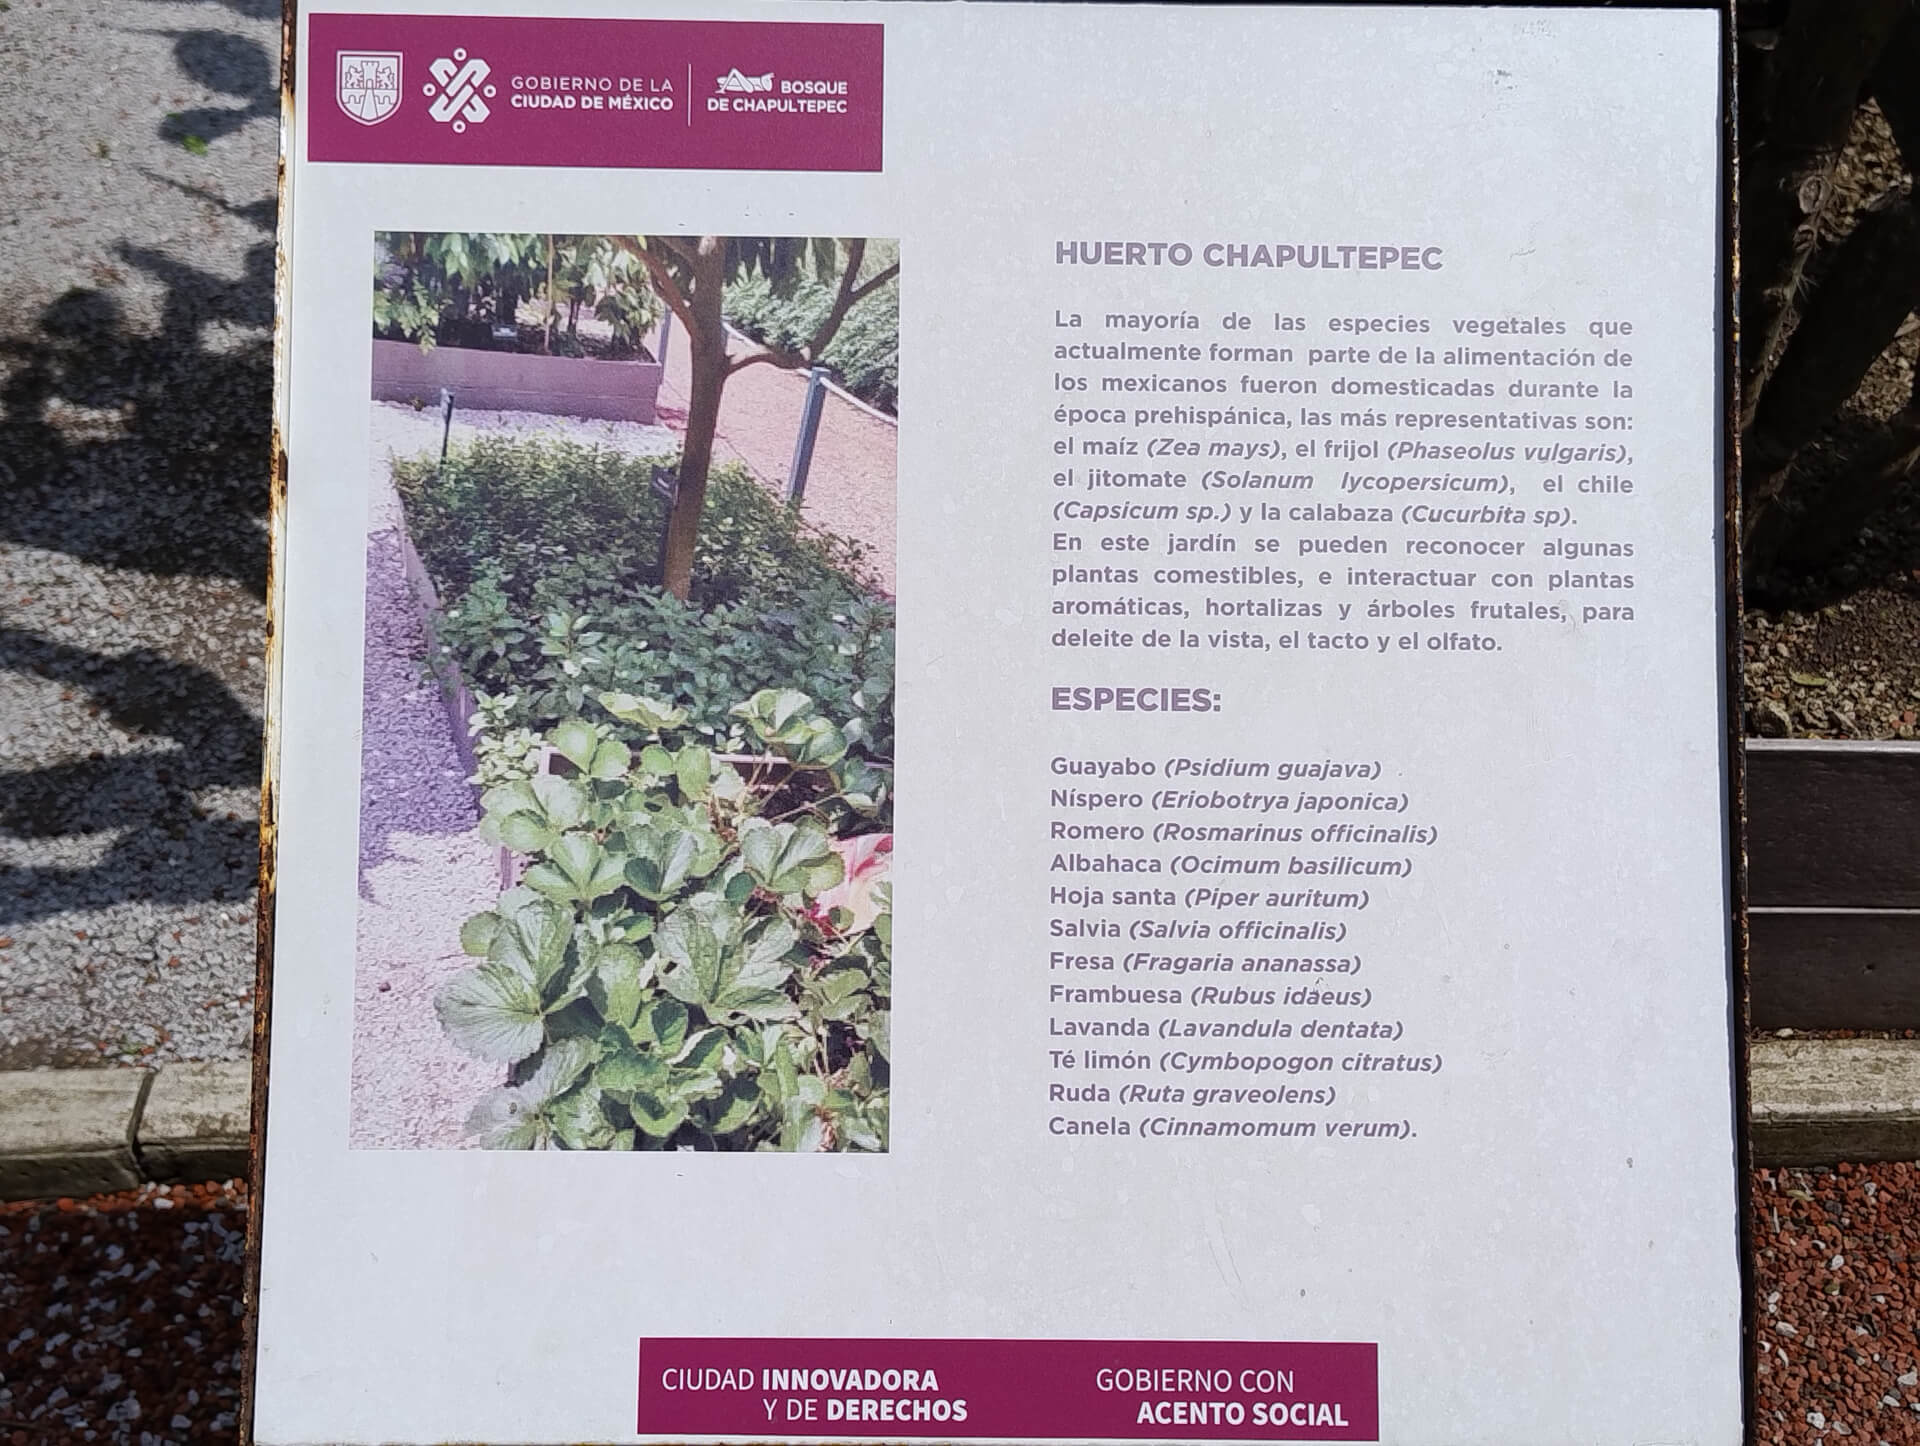 GOBIERNO DE LA
CIUDAD DE MÉXICO
BOSQUE
DE CHAPULTEPEC
HUERTO CHAPULTEPEC
La mayoría de las especies vegetales que
actualmente forman parte de la alimentación de
los mexicanos fueron domesticadas durante la
época prehispánica, las más representativas son:
el maíz (Zea mays), el frijol (Phaseolus vulgaris),
el jitomate (Solanum lycopersicum), el chile
(Capsicum sp.) y la calabaza (Cucurbita sp).
En este jardín se pueden reconocer algunas
plantas comestibles, e interactuar con plantas
aromáticas, hortalizas y árboles frutales, para
deleite de la vista, el tacto y el olfato.
ESPECIES:
Guayabo (Psidium guajava)
Níspero (Eriobotrya japonica)
Romero (Rosmarinus officinalis)
Albahaca (Ocimum basilicum)
Hoja santa (Piper auritum)
Salvia (Salvia officinalis)
Fresa (Fragaria ananassa)
Frambuesa (Rubus idaeus)
Lavanda (Lavandula dentata)
Té limón (Cymbopogon citratus)
Ruda (Ruta graveolens)
Canela (Cinnamomum verum).
CIUDAD INNOVADORA
Y DE DERECHOS
GOBIERNO CON
ACENTO SOCIAL